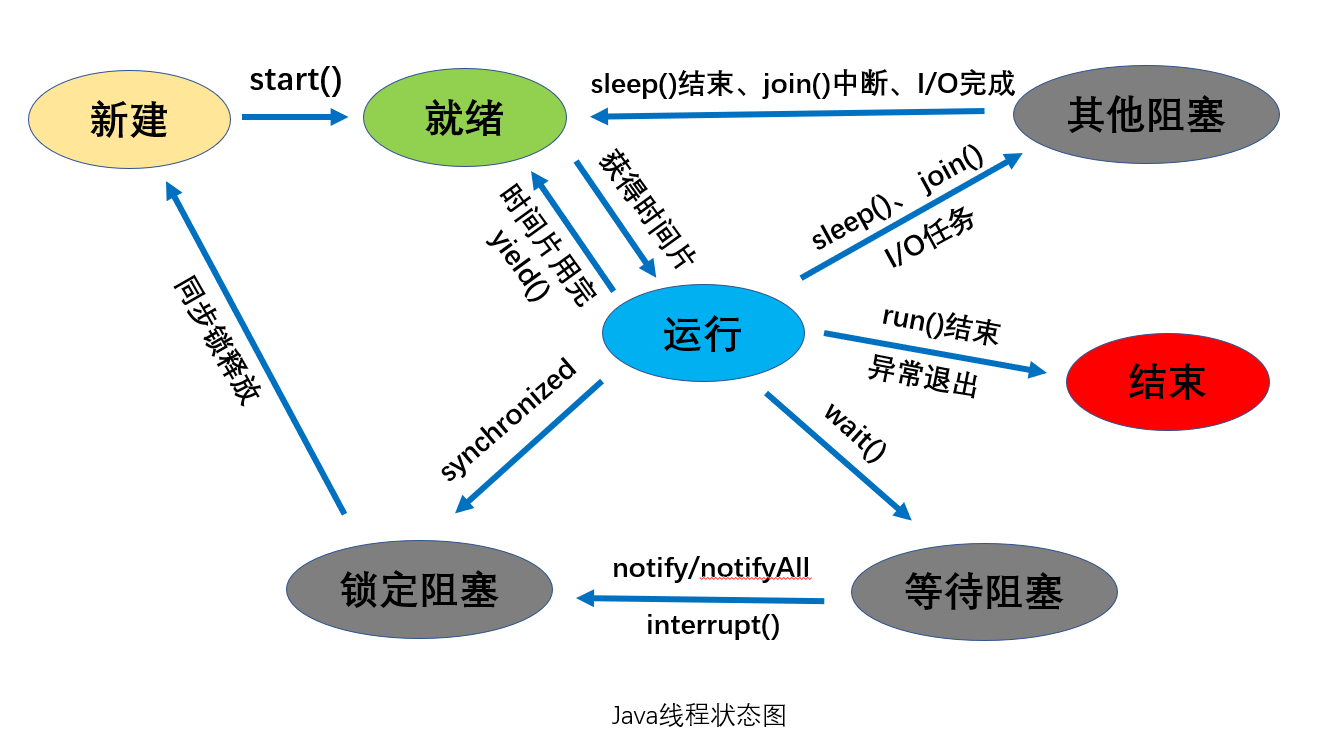 新建
start()
就绪
sleep()结束、join()中断、I/O完成
其他阻塞
获得时间片
时间片用完
yield()
sleep()、join()
I/O任务
运行
run()结束
异常退出
结束
同步锁释放
synchronized
wait()
锁定阻塞
notify/notifyAll
interrupt()
等待阻塞
Java线程状态图